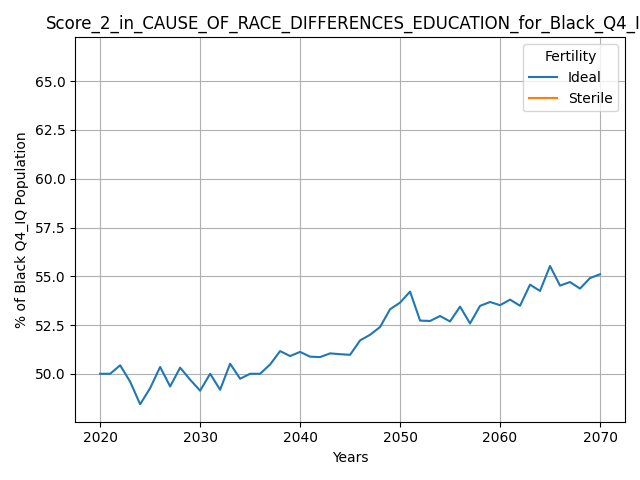 Score_2_in_CAUSE_OF_RACE_DIFFERENCES_EDUCATION_for_Black_Q4_I
Fertility
Ideal
Sterile
% of Black Q4_IQ Population
65.0
62.5
60.0
57.5
55.0
52.5
50.0
2020 2030 2040 2050 2060 2070
Years